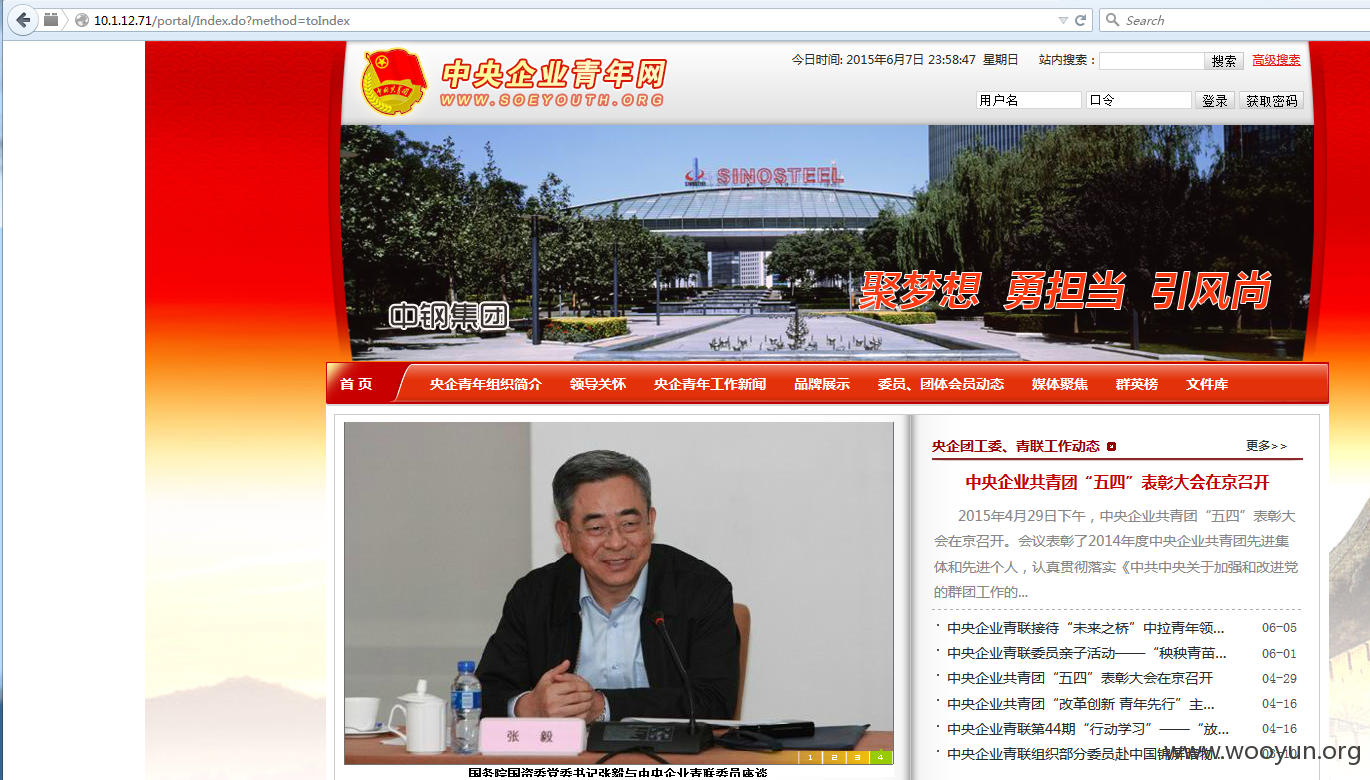 10.1.12.71/portal/Index.do?method=toIndex
Search
中央企业青年网
WWW.SOEYOUTH.ORG
今日时间: 2015年6月7日 23:58:47 星期日
站内搜索：
搜索
高级搜索
用户名
口令
登录
获取密码
SINOSTEEL
聚梦想 勇担当 引风尚
中钢集团
首 页
央企青年组织简介
领导关怀
央企青年工作新闻
品牌展示
委员、团体会员动态
媒体聚焦
群英榜
文件库
央企团工委、青联工作动态
更多>>
中央企业共青团“五四”表彰大会在京召开
2015年4月29日下午，中央企业共青团“五四”表彰大
会在京召开。会议表彰了2014年度中央企业共青团先进集
体和先进个人，认真贯彻落实《中共中央关于加强和改进党
的群团工作的...
中央企业青联接待“未来之桥”中拉青年领... 06-05
中央企业青联委员亲子活动——“秧秧青苗... 06-01
中央企业共青团“五四”表彰大会在京召开 04-29
中央企业共青团“改革创新 青年先行”主... 04-16
中央企业青联第44期“行动学习”——“放... 04-16
中央企业青联组织部分委员赴中国锦屏
www.wooyun.org
张 毅
1 2 3 4
国务院国资委党委书记张毅与中央企业青联委员座谈